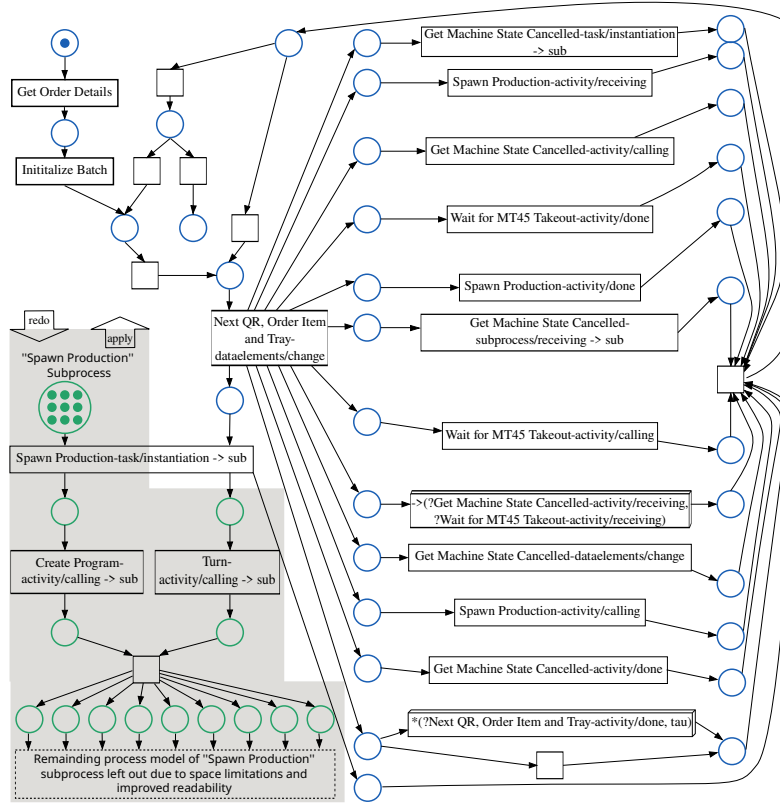 Get Order Details
Inititalize Batch
redo
apply
"Spawn Production"
Subprocess
Next QR, Order Item
and Tray-
dataelements/change
Spawn Production-task/instantiation -> sub
Create Program-
activity/calling -> sub
Turn-
activity/calling -> sub
Remainding process model of "Spawn Production"
subprocess left out due to space limitations and
improved readability
Get Machine State Cancelled-task/instantiation
-> sub
Spawn Production-activity/receiving
Get Machine State Cancelled-activity/calling
Wait for MT45 Takeout-activity/done
Spawn Production-activity/done
Get Machine State Cancelled-
subprocess/receiving -> sub
Wait for MT45 Takeout-activity/calling
->(?Get Machine State Cancelled-activity/receiving,
?Wait for MT45 Takeout-activity/receiving)
Get Machine State Cancelled-dataelements/change
Spawn Production-activity/calling
Get Machine State Cancelled-activity/done
*(?Next QR, Order Item and Tray-activity/done, tau)